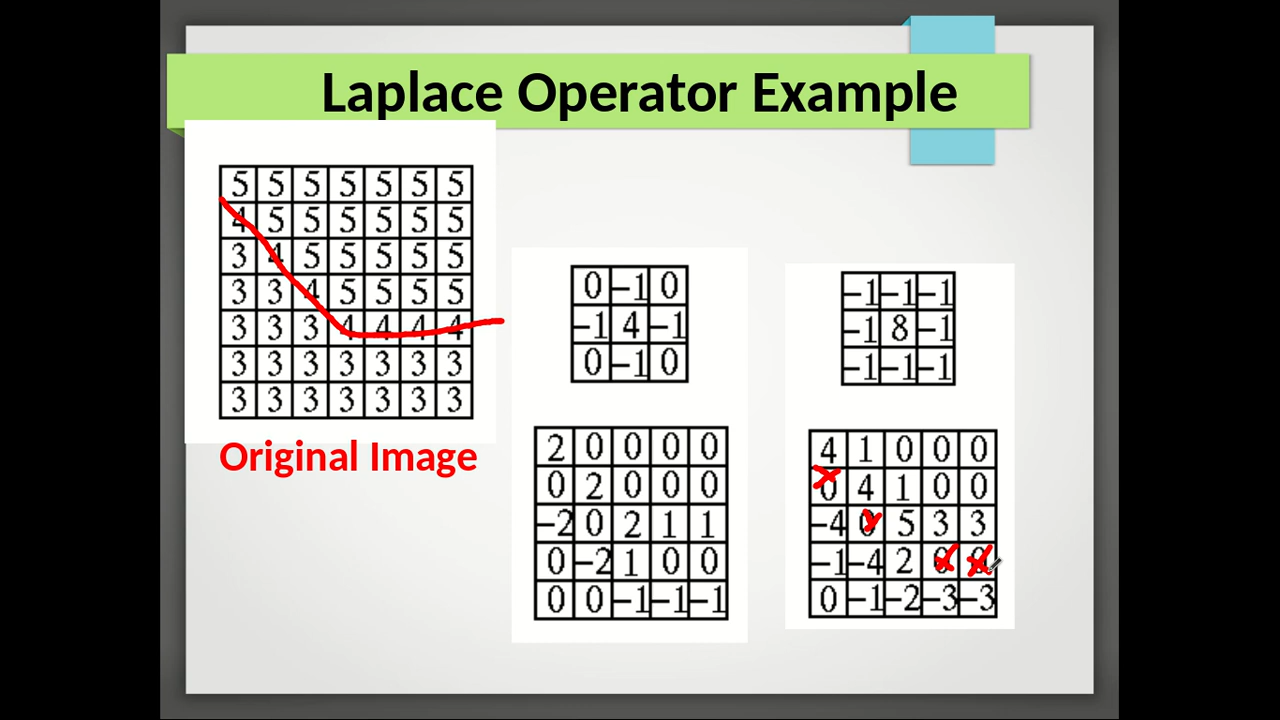 Laplace Operator Example
5 5 5 5 5 5 5
4 5 5 5 5 5 5
3 4 5 5 5 5 5
3 3 4 5 5 5 5
3 3 3 4 4 4 4
3 3 3 3 3 3 3
3 3 3 3 3 3 3
Original Image
0 −1 0
−1 4 −1
0 −1 0
2 0 0 0 0
0 2 0 0 0
−2 0 2 1 1
0 −2 1 0 0
0 0 −1 −1 −1
−1 −1 −1
−1 8 −1
−1 −1 −1
4 1 0 0 0
0 4 1 0 0
−4 0 5 3 3
−1 −4 2 0 0
0 −1 −2 −3 −3